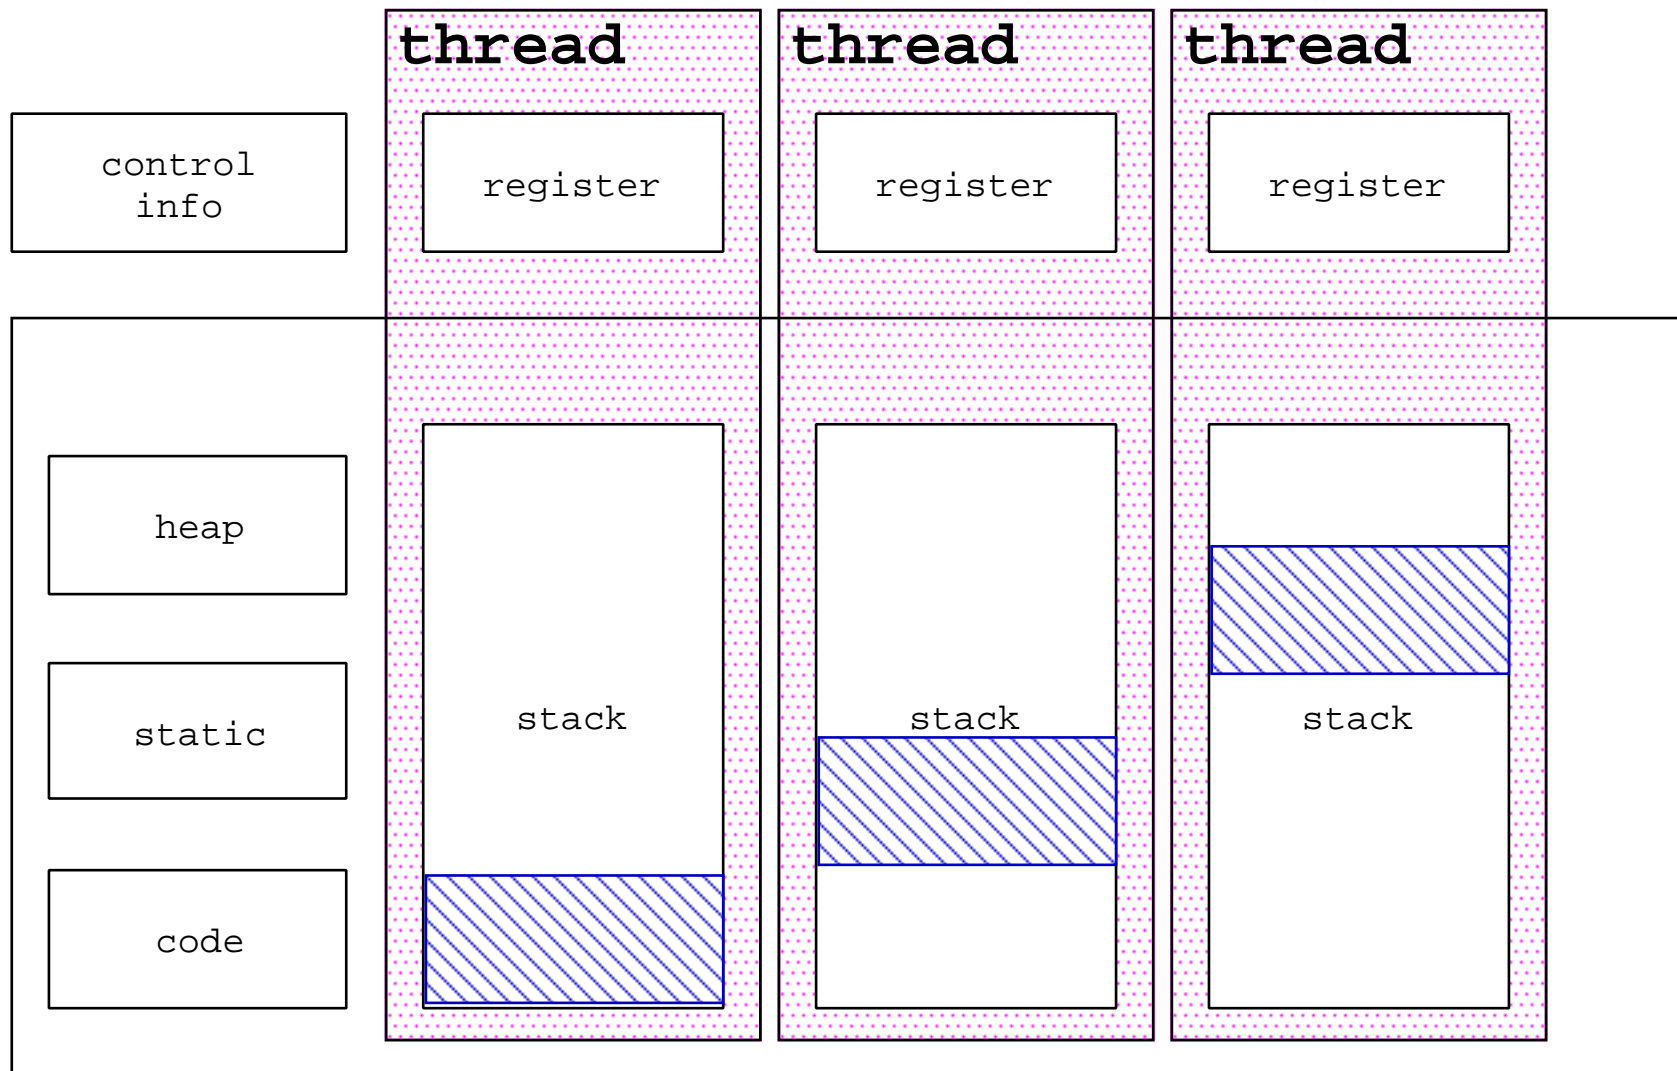 thread
thread
thread
control
info
register
register
register
heap
static
code
stack
stack
stack